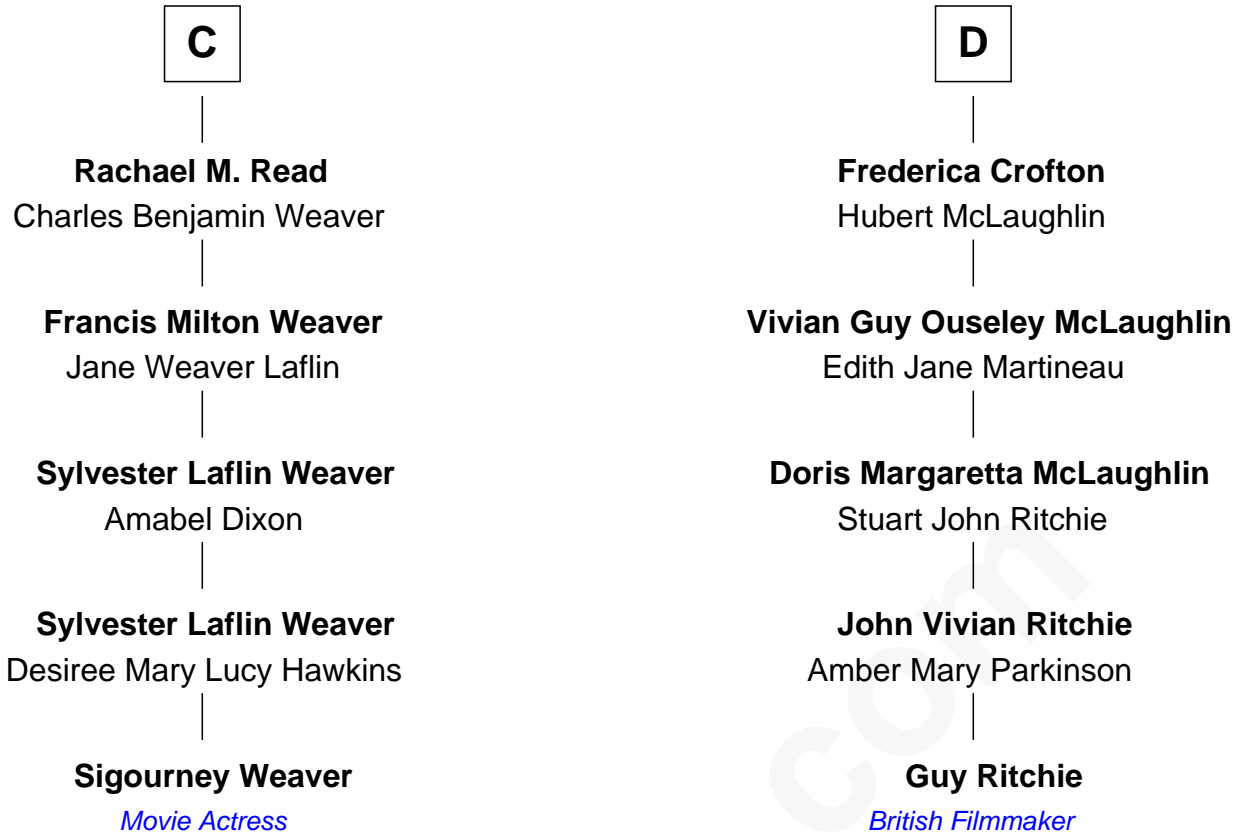 C
Rachael M. Read
Charles Benjamin Weaver
Francis Milton Weaver
Jane Weaver Laflin
Sylvester Laflin Weaver
Amabel Dixon
Sylvester Laflin Weaver
Desiree Mary Lucy Hawkins
Sigourney Weaver
Movie Actress
D
Frederica Crofton
Hubert McLaughlin
Vivian Guy Ouseley McLaughlin
Edith Jane Martineau
Doris Margaretta McLaughlin
Stuart John Ritchie
John Vivian Ritchie
Amber Mary Parkinson
Guy Ritchie
British Filmmaker
com